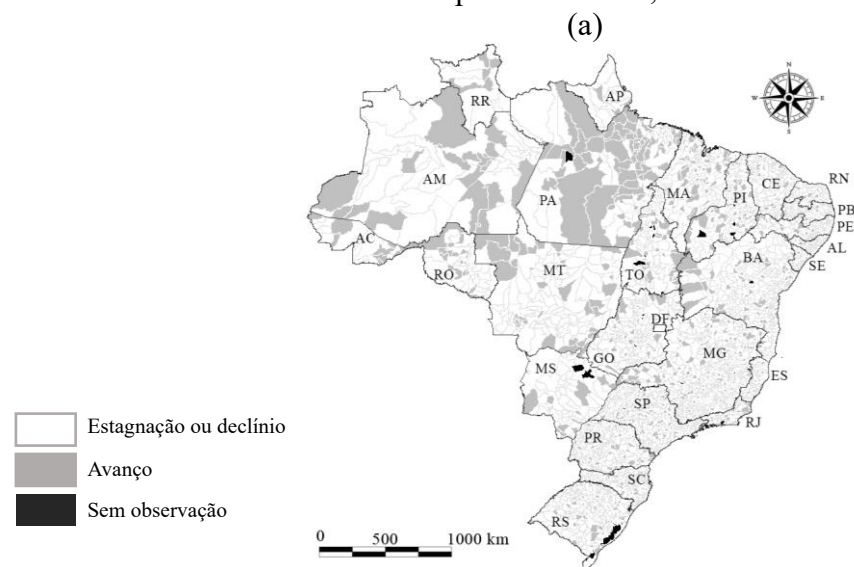 (a)
N
W E
S
RR
AP
AM
PA
MA
PI
CE
RN
PB
PE
AL
SE
AC
RO
MT
TO
BA
DF
GO
MG
MS
ES
SP
RJ
PR
SC
RS
Estagnação ou declínio
Avanço
Sem observação
0 500 1000 km